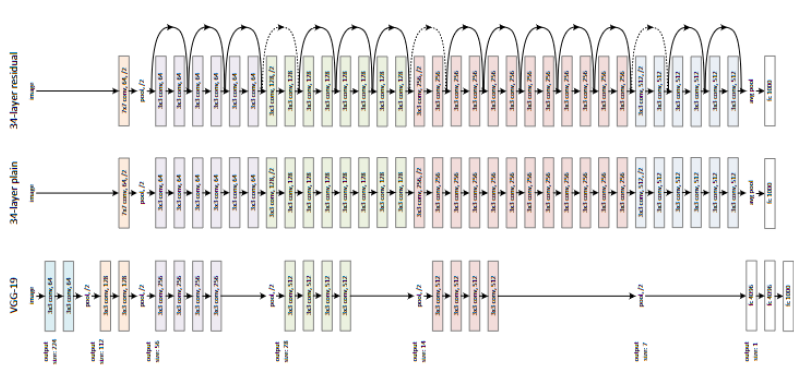 34-layer residual
image
7x7 conv, 64, /2
pool, /2
3x3 conv, 64
3x3 conv, 64
3x3 conv, 64
3x3 conv, 64
3x3 conv, 64
3x3 conv, 64
3x3 conv, 128, /2
3x3 conv, 128
3x3 conv, 128
3x3 conv, 128
3x3 conv, 128
3x3 conv, 128
3x3 conv, 128
3x3 conv, 128
3x3 conv, 256, /2
3x3 conv, 256
3x3 conv, 256
3x3 conv, 256
3x3 conv, 256
3x3 conv, 256
3x3 conv, 256
3x3 conv, 256
3x3 conv, 256
3x3 conv, 256
3x3 conv, 256
3x3 conv, 256
3x3 conv, 512, /2
3x3 conv, 512
3x3 conv, 512
3x3 conv, 512
3x3 conv, 512
3x3 conv, 512
avg pool
fc 1000
34-layer plain
image
7x7 conv, 64, /2
pool, /2
3x3 conv, 64
3x3 conv, 64
3x3 conv, 64
3x3 conv, 64
3x3 conv, 64
3x3 conv, 64
3x3 conv, 128, /2
3x3 conv, 128
3x3 conv, 128
3x3 conv, 128
3x3 conv, 128
3x3 conv, 128
3x3 conv, 128
3x3 conv, 128
3x3 conv, 256, /2
3x3 conv, 256
3x3 conv, 256
3x3 conv, 256
3x3 conv, 256
3x3 conv, 256
3x3 conv, 256
3x3 conv, 256
3x3 conv, 256
3x3 conv, 256
3x3 conv, 256
3x3 conv, 256
3x3 conv, 512, /2
3x3 conv, 512
3x3 conv, 512
3x3 conv, 512
3x3 conv, 512
3x3 conv, 512
avg pool
fc 1000
VGG-19
image
3x3 conv, 64
3x3 conv, 64
pool, /2
3x3 conv, 128
3x3 conv, 128
pool, /2
3x3 conv, 256
3x3 conv, 256
3x3 conv, 256
3x3 conv, 256
pool, /2
3x3 conv, 512
3x3 conv, 512
3x3 conv, 512
3x3 conv, 512
pool, /2
3x3 conv, 512
3x3 conv, 512
3x3 conv, 512
3x3 conv, 512
pool, /2
fc 4096
fc 4096
fc 1000
output
size: 224
output
size: 112
output
size: 56
output
size: 28
output
size: 14
output
size: 7
output
size: 1